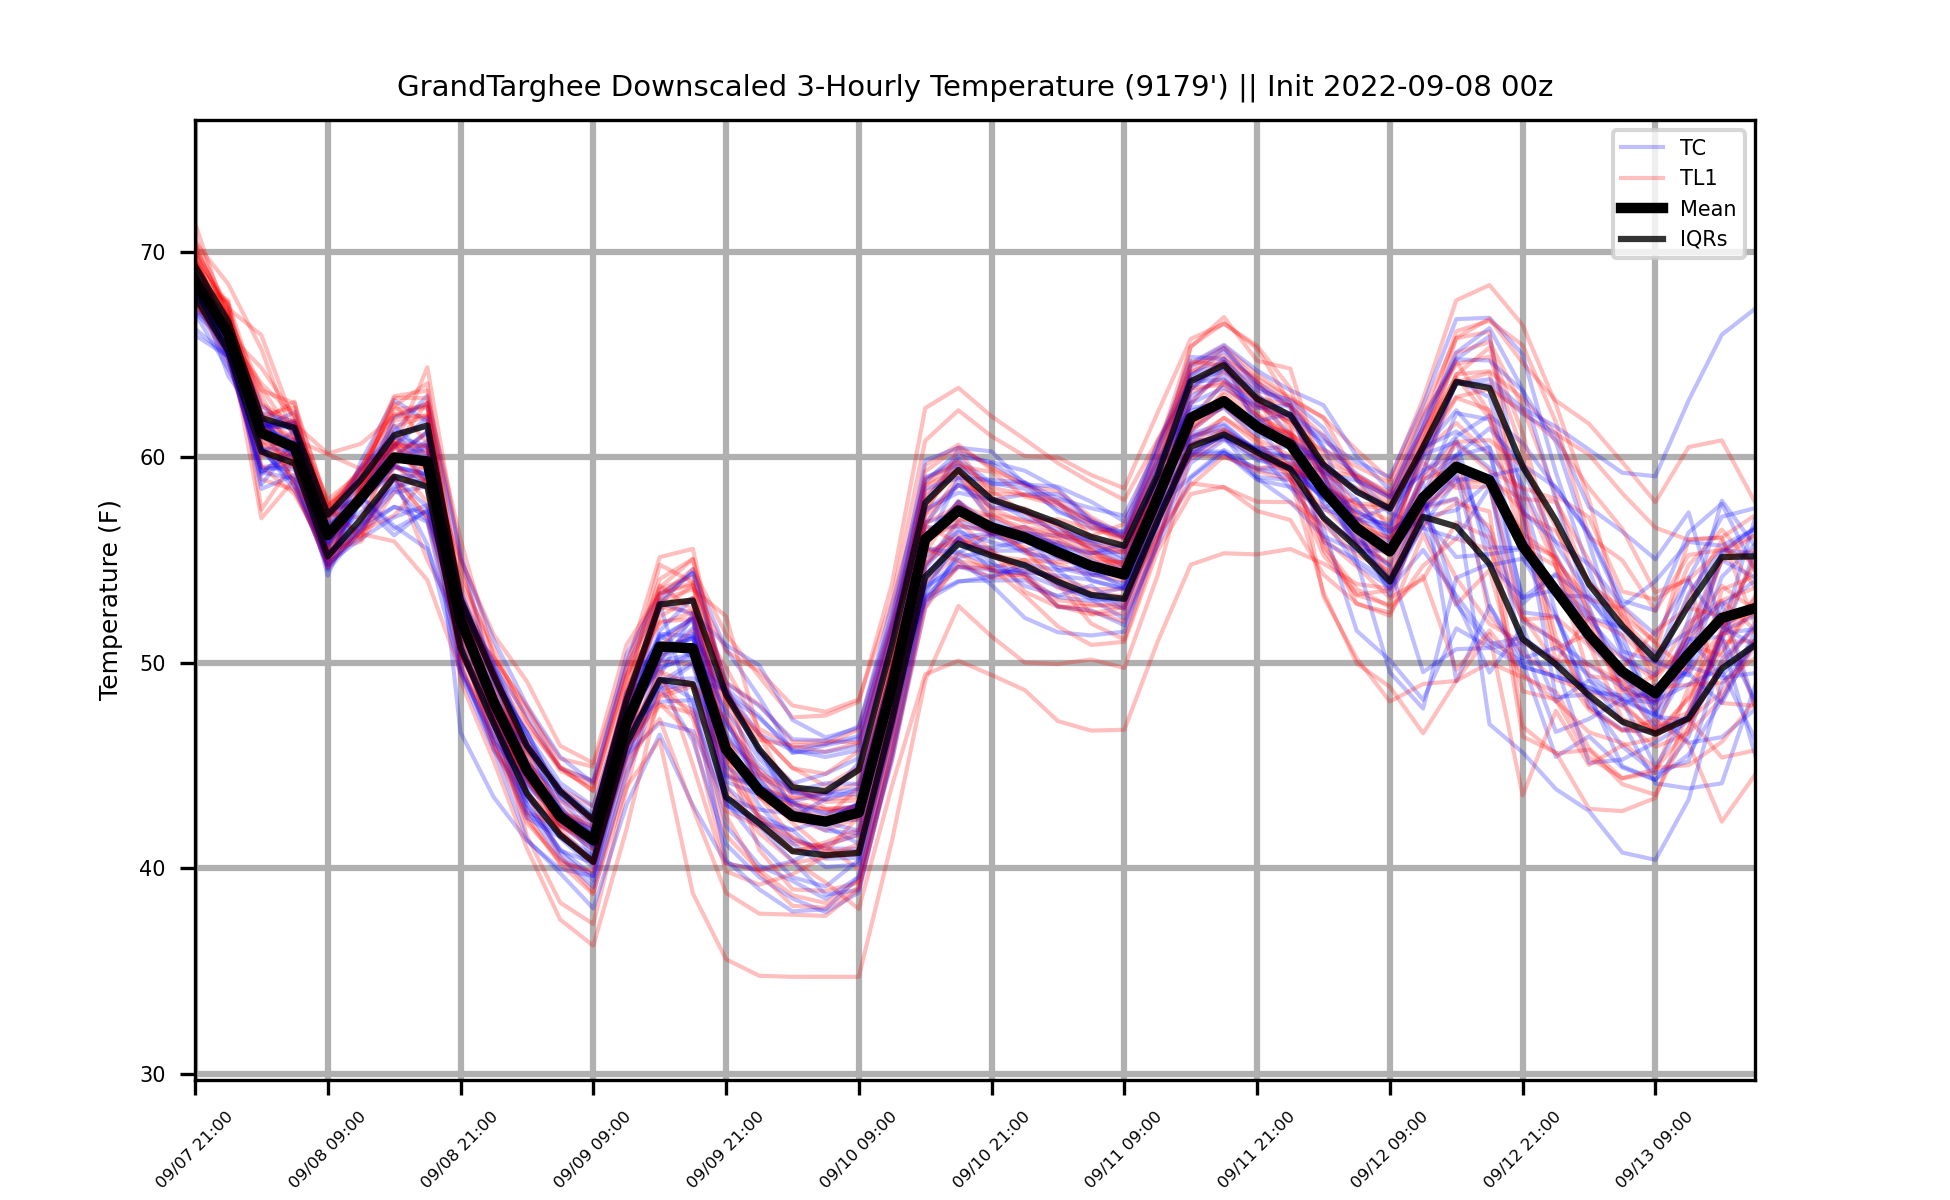 GrandTarghee Downscaled 3-Hourly Temperature (9179') || Init 2022-09-08 00z
TC
TL1
Mean
IQRs
Temperature (F)
70
60
50
40
30
09/07 21:00
09/08 09:00
09/08 21:00
09/09 09:00
09/09 21:00
09/10 09:00
09/10 21:00
09/11 09:00
09/11 21:00
09/12 09:00
09/12 21:00
09/13 09:00